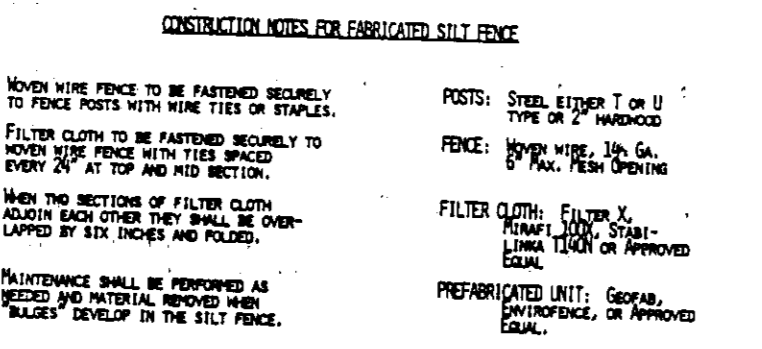 CONSTRUCTION NOTES FOR FABRICATED SILT FENCE
WOVEN WIRE FENCE TO BE FASTENED SECURELY
TO FENCE POSTS WITH WIRE TIES OR STAPLES.
FILTER CLOTH TO BE FASTENED SECURELY TO
WOVEN WIRE FENCE WITH TIES SPACED
EVERY 24" AT TOP AND MID SECTION.
WHEN TWO SECTIONS OF FILTER CLOTH
ADJOIN EACH OTHER THEY SHALL BE OVER-
LAPPED BY SIX INCHES AND FOLDED.
MAINTENANCE SHALL BE PERFORMED AS
NEEDED AND MATERIAL REMOVED WHEN
"BULGES" DEVELOP IN THE SILT FENCE.
POSTS: STEEL EITHER T OR U
TYPE OR 2" HARDWOOD
FENCE: WOVEN WIRE, 14½ GA.
6" MAX. MESH OPENING
FILTER CLOTH: FILTER X,
MIRAFI 100X, STABI-
LINKA T140N OR APPROVED
EQUAL
PREFABRICATED UNIT: GEOFAB,
ENVIROFENCE, OR APPROVED
EQUAL.